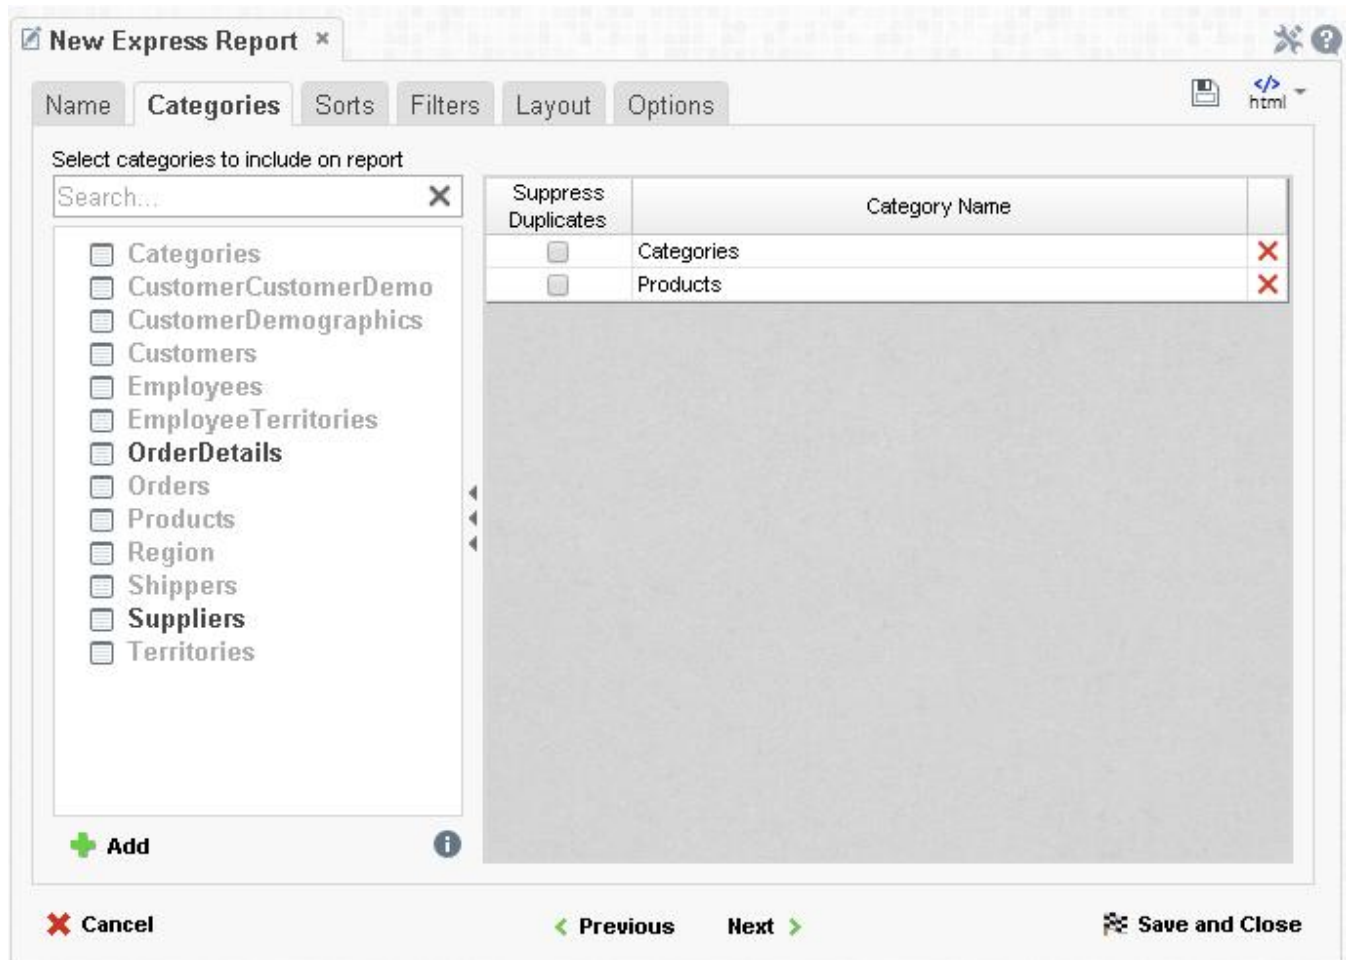 New Express Report
Name Categories Sorts Filters Layout Options
</>
html
Select categories to include on report
Search...
Suppress Duplicates
Category Name
Categories
Products
Categories
CustomerCustomerDemo
CustomerDemographics
Customers
Employees
EmployeeTerritories
OrderDetails
Orders
Products
Region
Shippers
Suppliers
Territories
Add
Cancel
Previous
Next
Save and Close